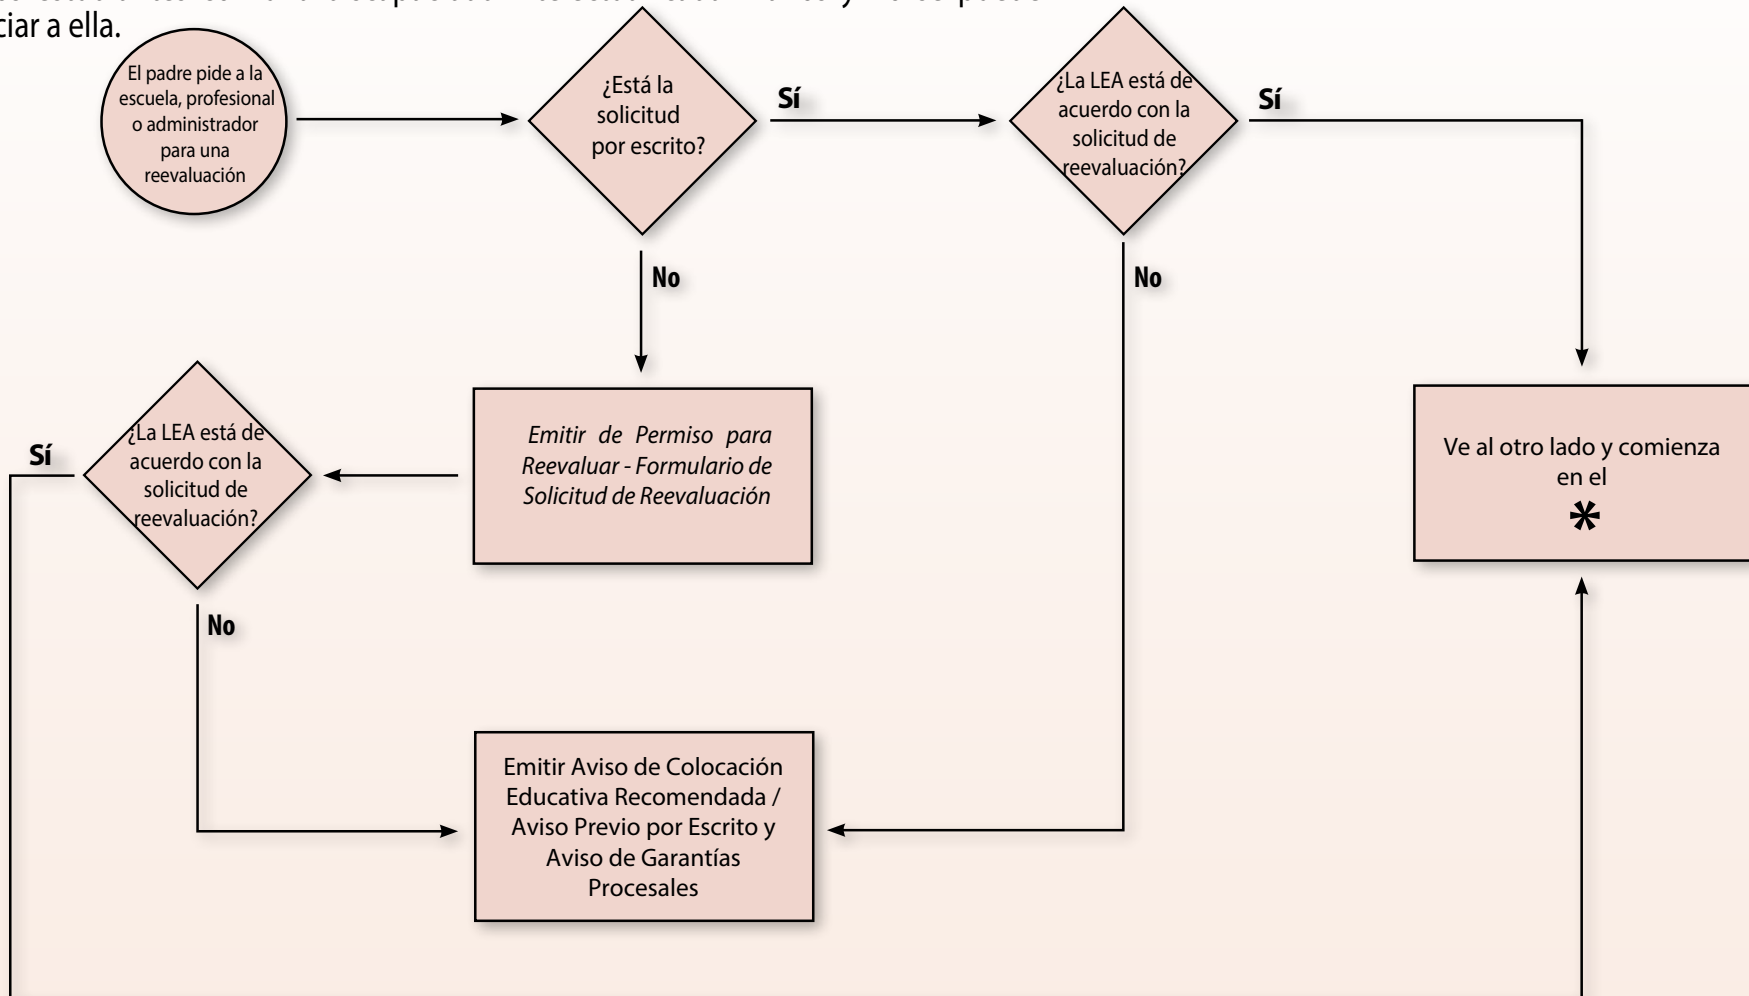 ciar a ella.
El padre pide a la
escuela, profesional
o administrador
para una
reevaluación
¿Está la
solicitud
por escrito?
Sí
¿La LEA está de
acuerdo con la
solicitud de
reevaluación?
Sí
No
No
Sí
¿La LEA está de
acuerdo con la
solicitud de
reevaluación?
Emitir de Permiso para
Reevaluar - Formulario de
Solicitud de Reevaluación
Ve al otro lado y comienza
en el
*
No
Emitir Aviso de Colocación
Educativa Recomendada /
Aviso Previo por Escrito y
Aviso de Garantías
Procesales